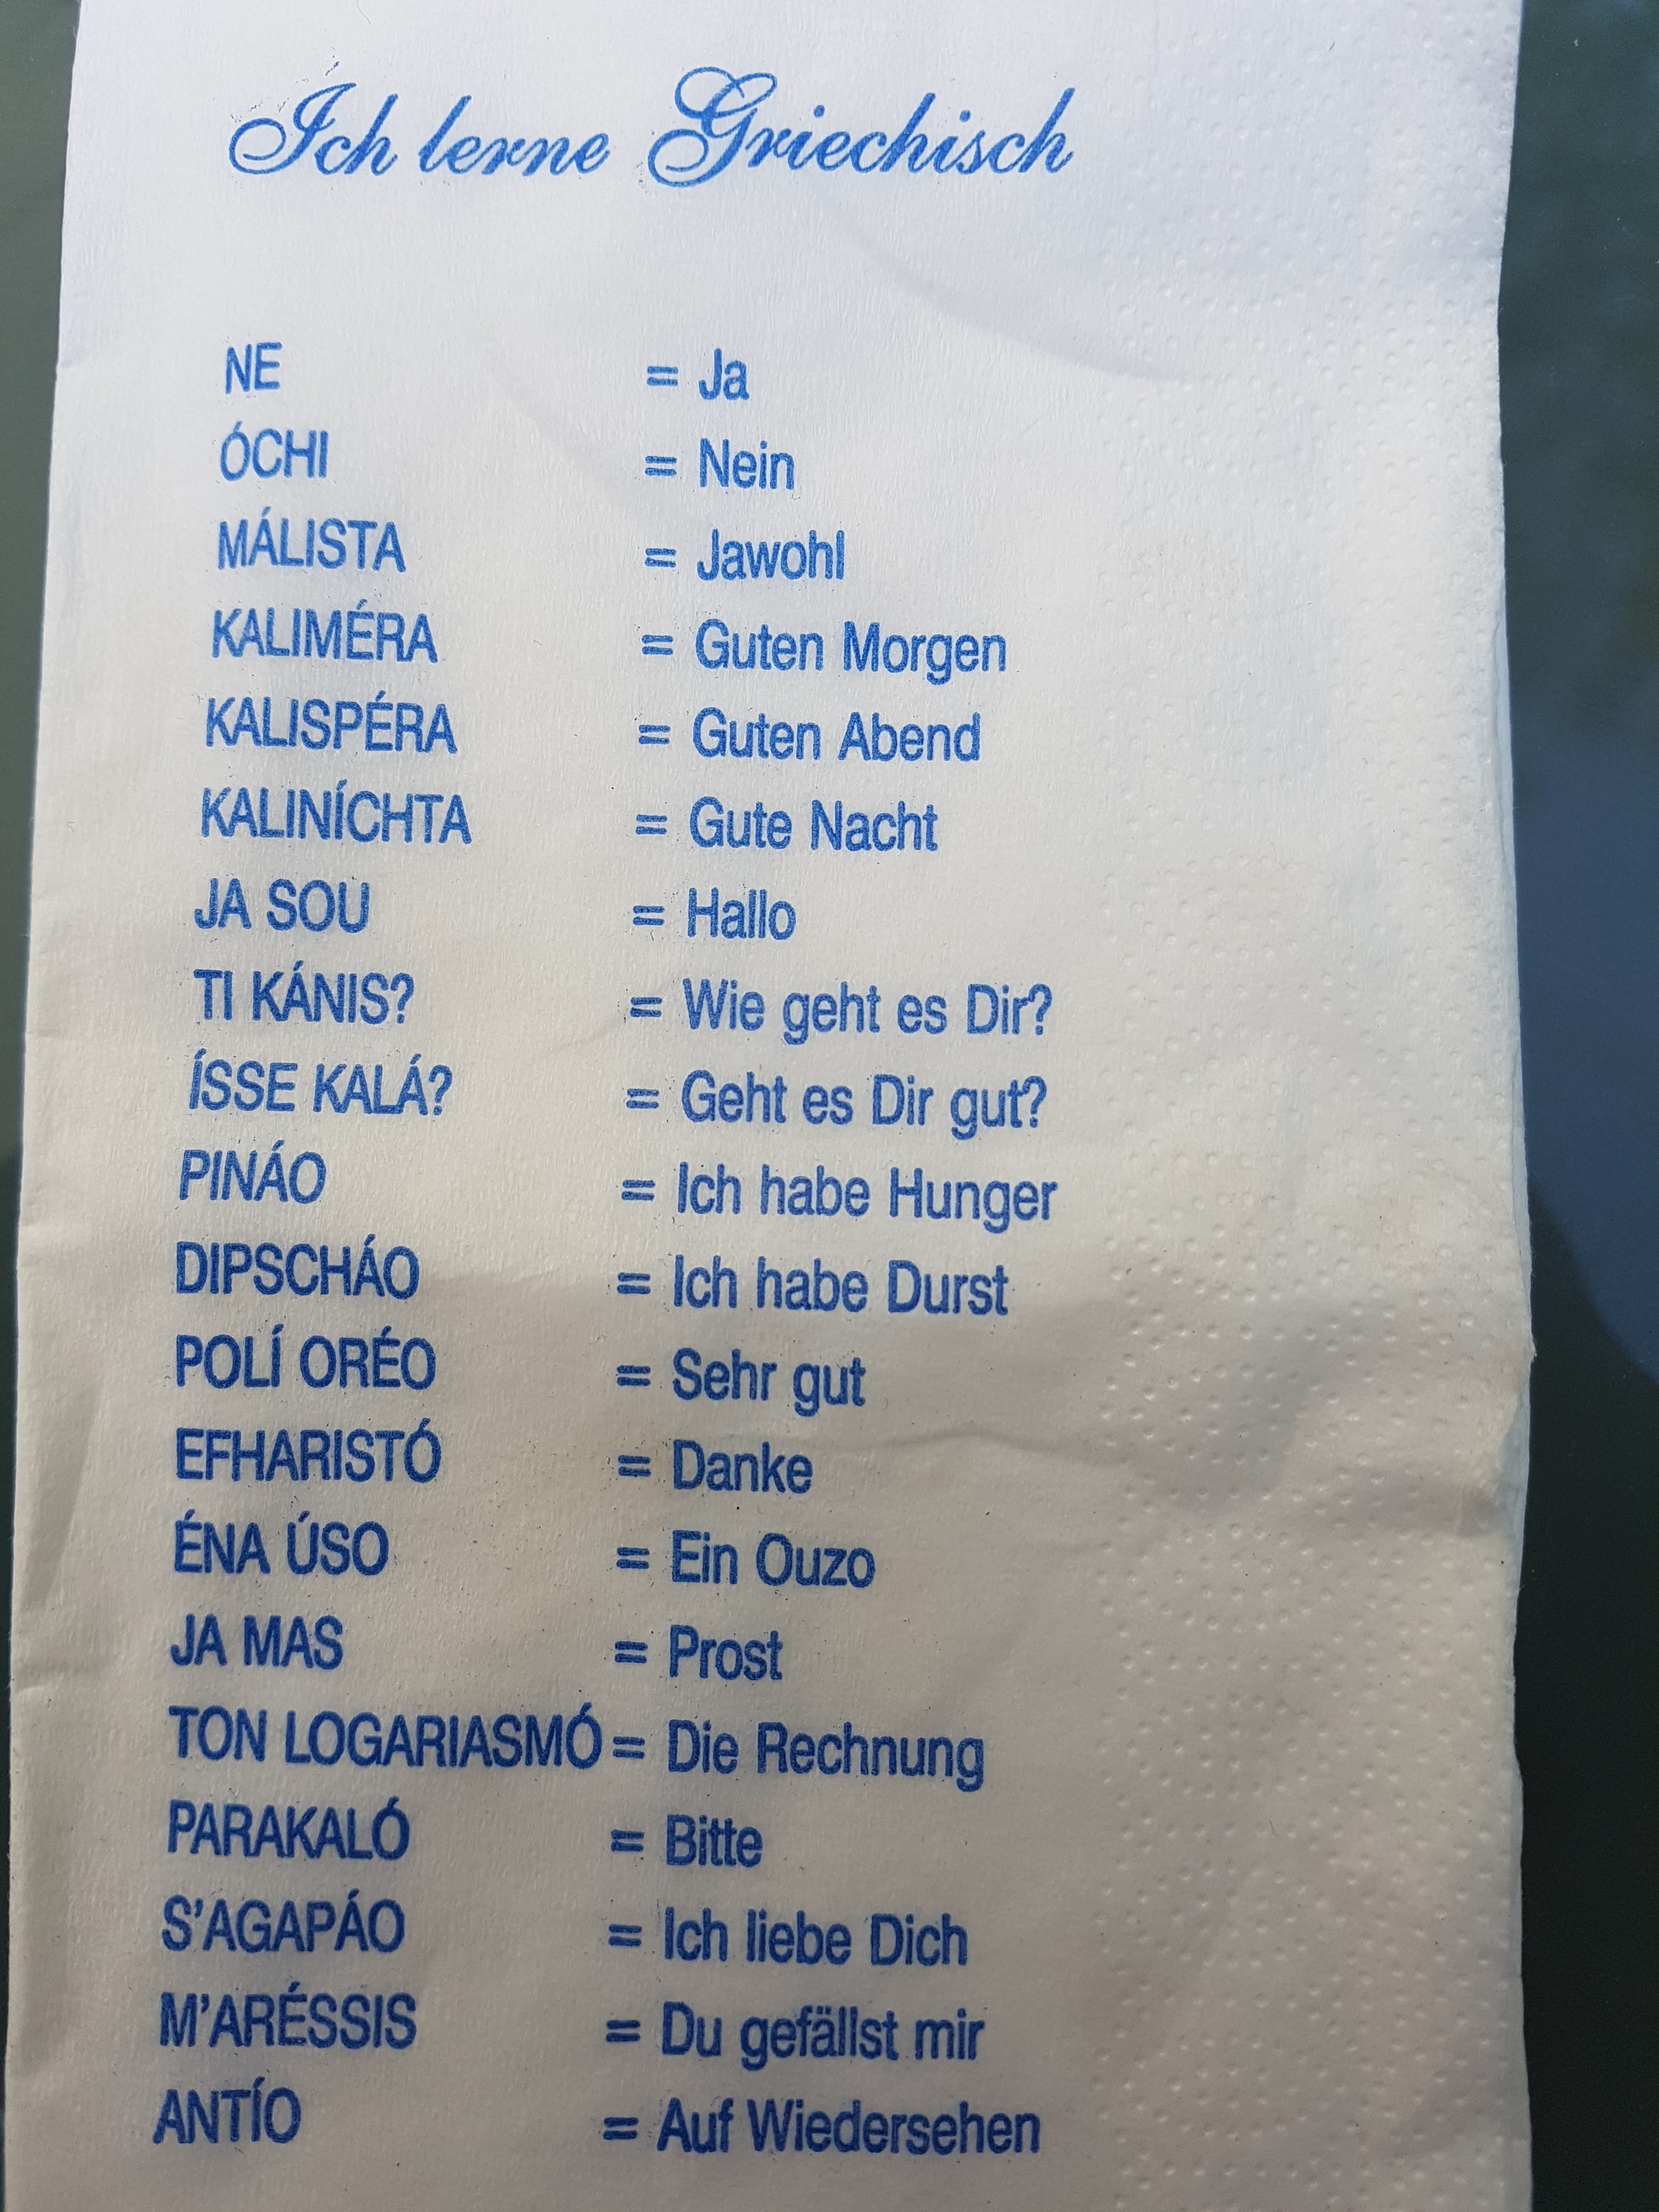 Ich lerne Griechisch
NE = Ja
ÓCHI = Nein
MÁLISTA = Jawohl
KALIMÉRA = Guten Morgen
KALISPÉRA = Guten Abend
KALINÍCHTA = Gute Nacht
JA SOU = Hallo
TI KÁNIS? = Wie geht es Dir?
ÍSSE KALÁ? = Geht es Dir gut?
PINÁO = Ich habe Hunger
DIPSCHÁO = Ich habe Durst
POLÍ ORÉO = Sehr gut
EFHARISTÓ = Danke
ÉNA ÚSO = Ein Ouzo
JA MAS = Prost
TON LOGARIASMÓ = Die Rechnung
PARAKALÓ = Bitte
S'AGAPÁO = Ich liebe Dich
M'ARÉSSIS = Du gefällst mir
ANTÍO = Auf Wiedersehen